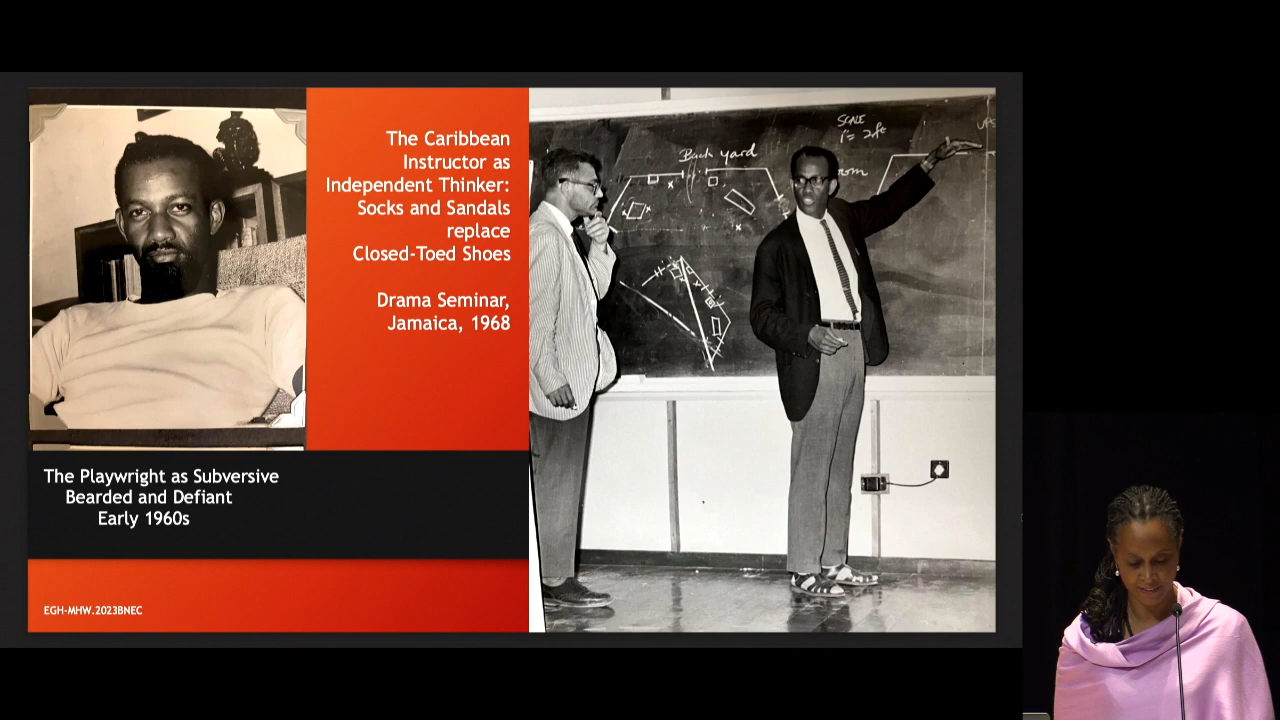 The Caribbean
Instructor as
Independent Thinker:
Socks and Sandals
replace
Closed-Toed Shoes
Drama Seminar,
Jamaica, 1968
The Playwright as Subversive
Bearded and Defiant
Early 1960s
EGH-MHW.2023BNEC
SCALE
1"= 2ft
Back yard